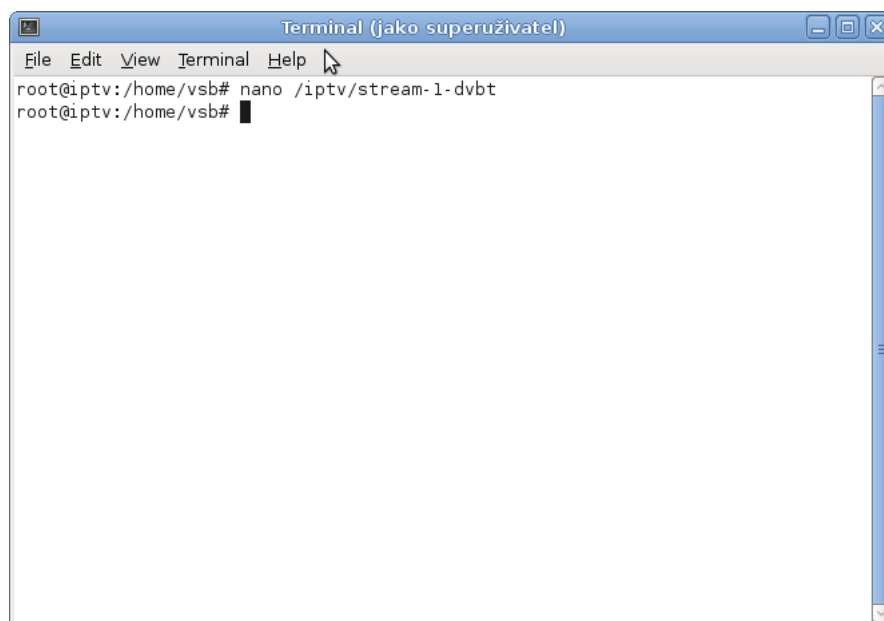 Terminal (jako superuživatel)
File Edit View Terminal Help
root@iptv:/home/vsb# nano /iptv/stream-1-dvbt
root@iptv:/home/vsb#